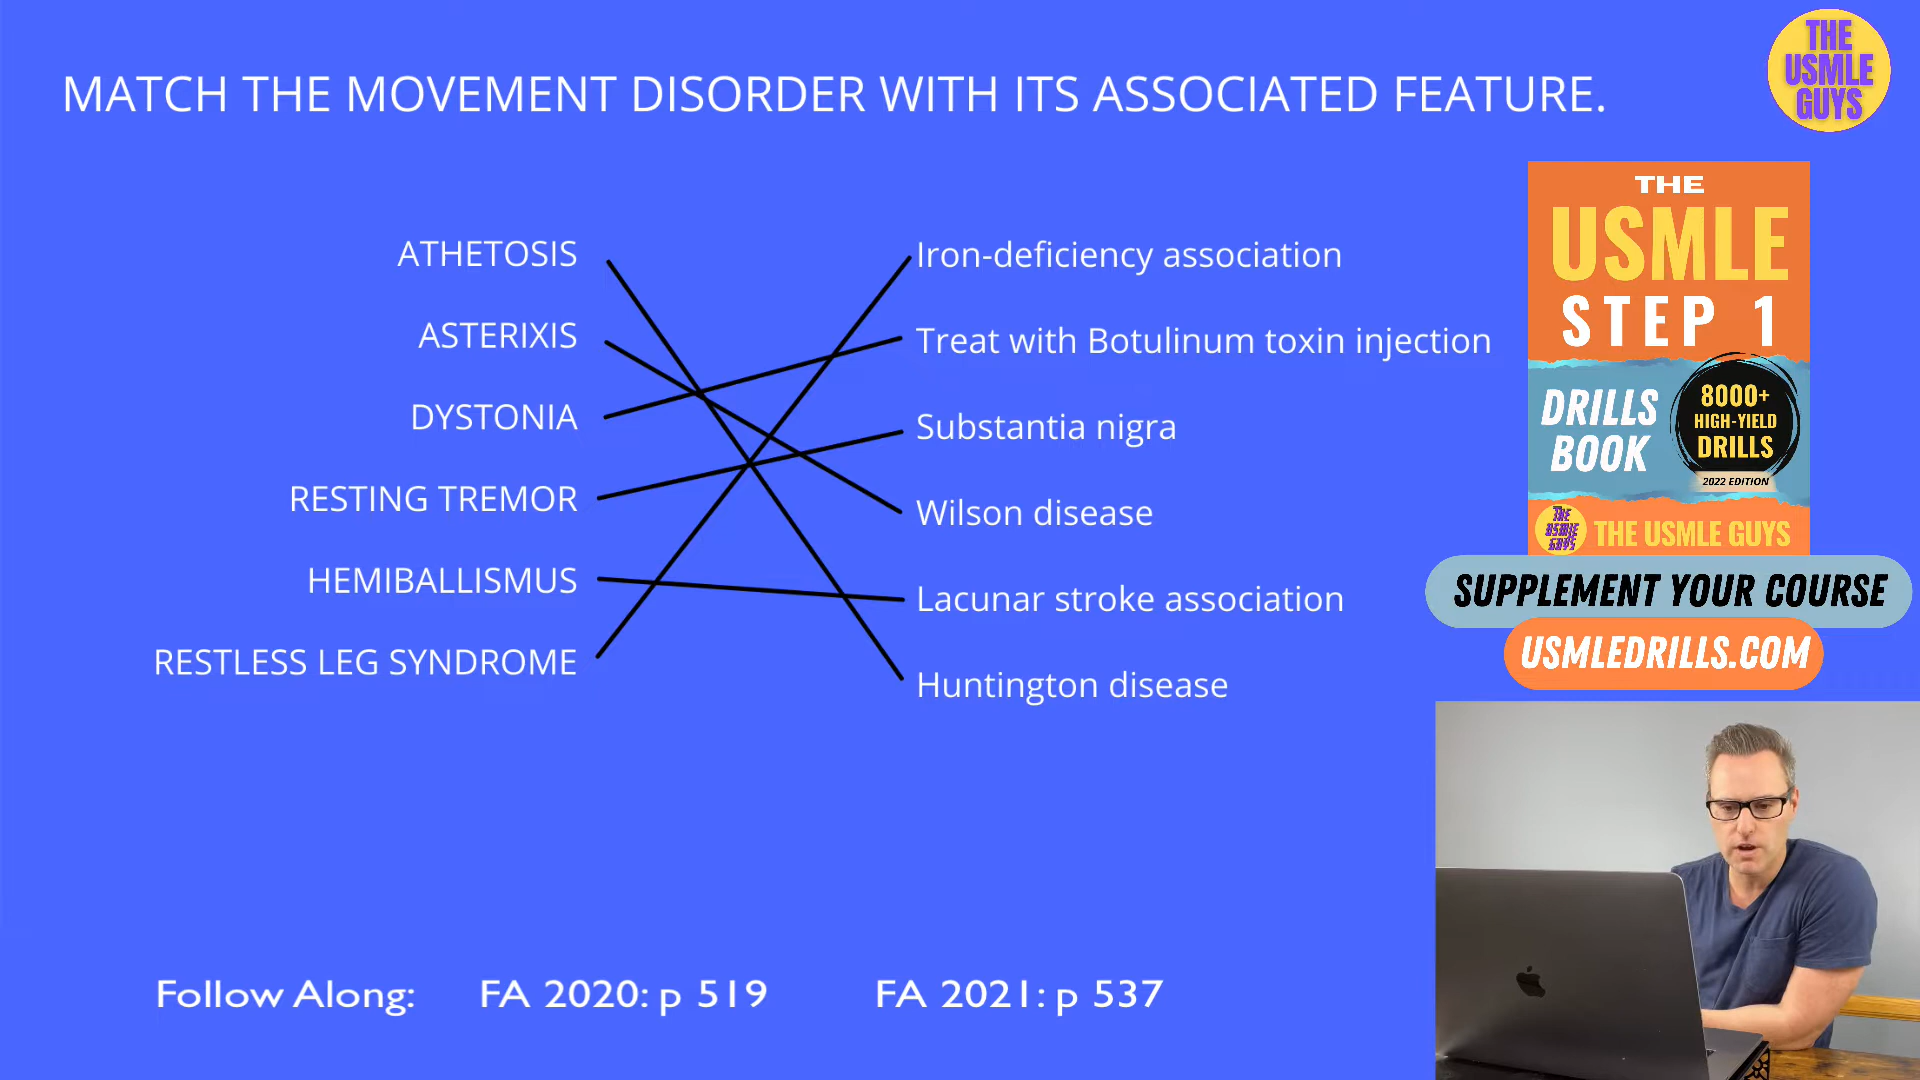 MATCH THE MOVEMENT DISORDER WITH ITS ASSOCIATED FEATURE.
THE
USMLE
GUYS
ATHETOSIS
ASTERIXIS
DYSTONIA
RESTING TREMOR
HEMIBALLISMUS
RESTLESS LEG SYNDROME
Iron-deficiency association
Treat with Botulinum toxin injection
Substantia nigra
Wilson disease
Lacunar stroke association
Huntington disease
THE
USMLE
STEP 1
DRILLS
BOOK
8000+
HIGH-YIELD
DRILLS
2022 EDITION
THE
USMLE
GUYS
THE USMLE GUYS
SUPPLEMENT YOUR COURSE
USMLEDRILLS.COM
Follow Along: FA 2020: p 519 FA 2021: p 537